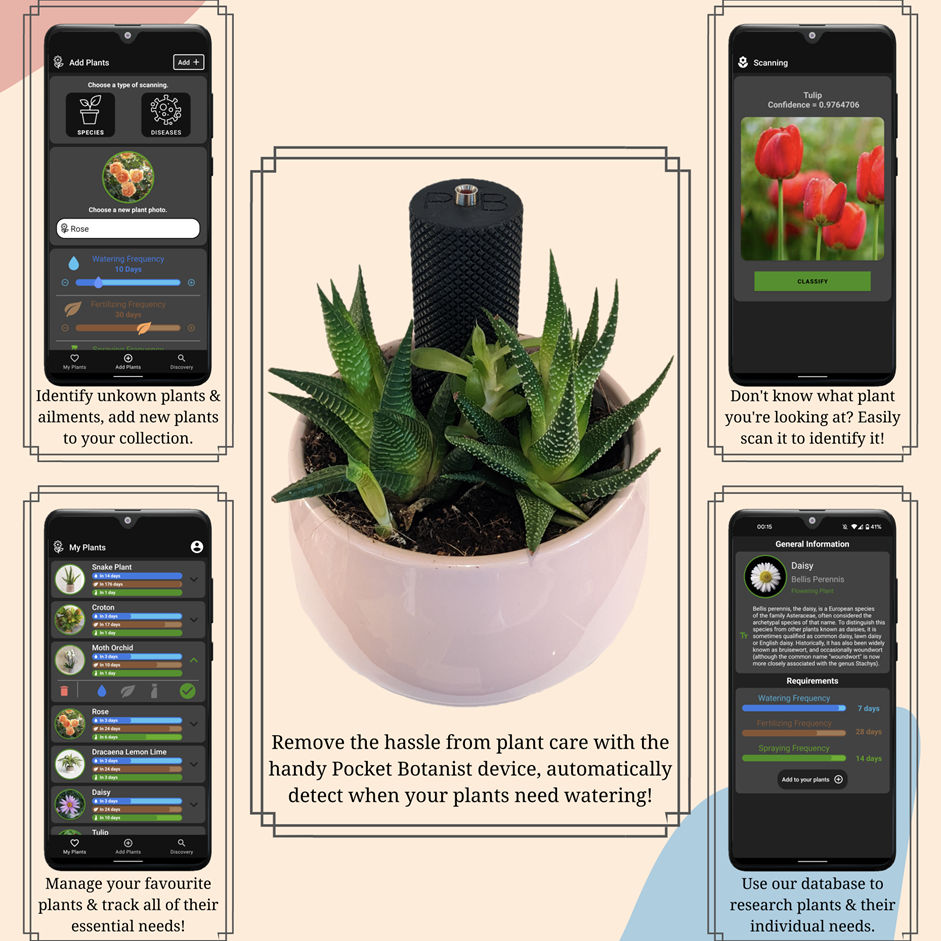 Add Plants
Add +
Choose a type of scanning.
SPECIES
DISEASES
Choose a new plant photo.
Rose
Watering Frequency
10 Days
Fertilizing Frequency
30 days
Spraying Frequency
My Plants
Add Plants
Discovery
Identify unkown plants &
ailments, add new plants
to your collection.
Scanning
Tulip
Confidence = 0.9764706
CLASSIFY
Don't know what plant
you're looking at? Easily
scan it to identify it!
P B
Remove the hassle from plant care with the
handy Pocket Botanist device, automatically
detect when your plants need watering!
My Plants
Snake Plant
In 14 days
In 176 days
In 1 day
Croton
In 3 days
In 17 days
In 1 day
Moth Orchid
In 3 days
In 10 days
In 1 day
Rose
In 3 days
In 24 days
In 6 days
Dracaena Lemon Lime
In 3 days
In 24 days
In 3 days
Daisy
In 3 days
In 24 days
In 10 days
Tulip
My Plants
Add Plants
Discovery
Manage your favourite
plants & track all of their
essential needs!
00:15
41%
General Information
Daisy
Bellis Perennis
Flowering Plant
Bellis perennis, the daisy, is a European species
of the family Asteraceae, often considered the
archetypal species of that name. To distinguish this
species from other plants known as daisies, it is
sometimes qualified as common daisy, lawn daisy
or English daisy. Historically, it has also been widely
known as bruisewort, and occasionally woundwort
(although the common name "woundwort" is now
more closely associated with the genus Stachys).
Requirements
Watering Frequency
7 days
Fertilizing Frequency
28 days
Spraying Frequency
14 days
Add to your plants
Use our database to
research plants & their
individual needs.